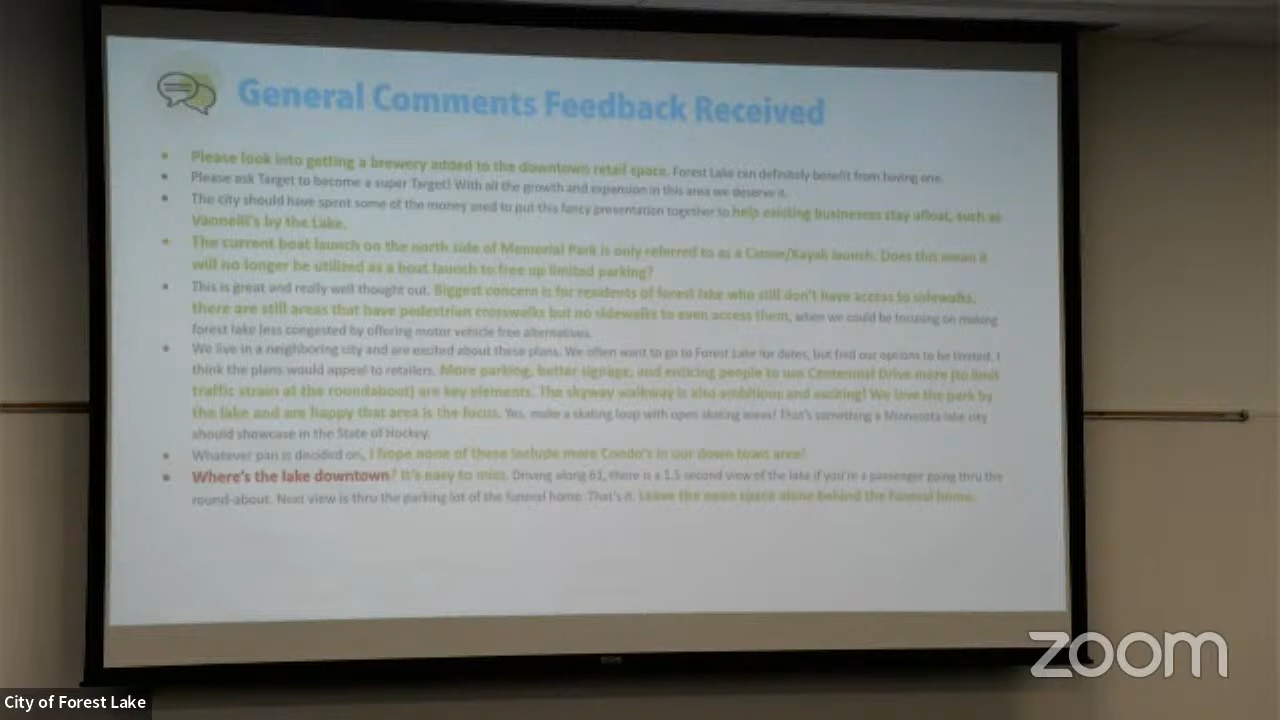 General Comments Feedback Received
• Please look into getting a brewery added to the downtown retail space. Forest Lake can definitely benefit from having one.
• Please ask Target to become a super Target! With all the growth and expansion in this area we deserve it.
• The city should have spent some of the money used to put this fancy presentation together to help existing businesses stay afloat, such as
Vannelli's by the Lake.
• The current boat launch on the north side of Memorial Park is only referred to as a Canoe/Kayak launch. Does this mean it
will no longer be utilized as a boat launch to free up limited parking?
• This is great and really well thought out. Biggest concern is for residents of forest lake who still don't have access to sidewalks,
there are still areas that have pedestrian crosswalks but no sidewalks to even access them, when we could be focusing on making
forest lake less congested by offering motor vehicle free alternatives.
• We live in a neighboring city and are excited about these plans. We often want to go to Forest Lake for dates, but find our options to be limited. I
think the plans would appeal to retailers. More parking, better signage, and enticing people to use Centennial Drive more (to limit
traffic strain at the roundabout) are key elements. The skyway walkway is also ambitious and exciting! We love the park by
the lake and are happy that area is the focus. Yes, make a skating loop with open skating areas! That's something a Minnesota lake city
should showcase in the State of Hockey.
• Whatever pan is decided on, I hope none of these include more Condo's in our down town area!
• Where's the lake downtown? It's easy to miss. Driving along 61, there is a 1.5 second view of the lake if you're a passenger going thru the
round-about. Next view is thru the parking lot of the funeral home. That's it. Leave the open space alone behind the funeral home.
zoom
City of Forest Lake